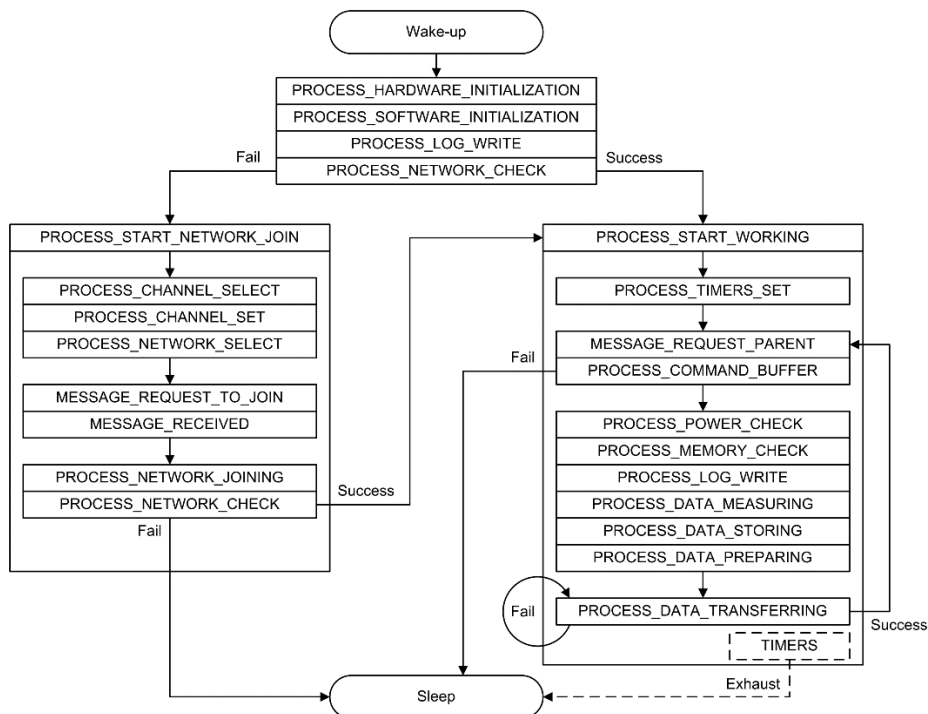 Wake-up
PROCESS_HARDWARE_INITIALIZATION
PROCESS_SOFTWARE_INITIALIZATION
PROCESS_LOG_WRITE
PROCESS_NETWORK_CHECK
Fail
Success
PROCESS_START_NETWORK_JOIN
PROCESS_CHANNEL_SELECT
PROCESS_CHANNEL_SET
PROCESS_NETWORK_SELECT
MESSAGE_REQUEST_TO_JOIN
MESSAGE_RECEIVED
PROCESS_NETWORK_JOINING
PROCESS_NETWORK_CHECK
Success
Fail
PROCESS_START_WORKING
PROCESS_TIMERS_SET
MESSAGE_REQUEST_PARENT
PROCESS_COMMAND_BUFFER
Fail
PROCESS_POWER_CHECK
PROCESS_MEMORY_CHECK
PROCESS_LOG_WRITE
PROCESS_DATA_MEASURING
PROCESS_DATA_STORING
PROCESS_DATA_PREPARING
Fail
PROCESS_DATA_TRANSFERRING
Success
TIMERS
Exhaust
Sleep